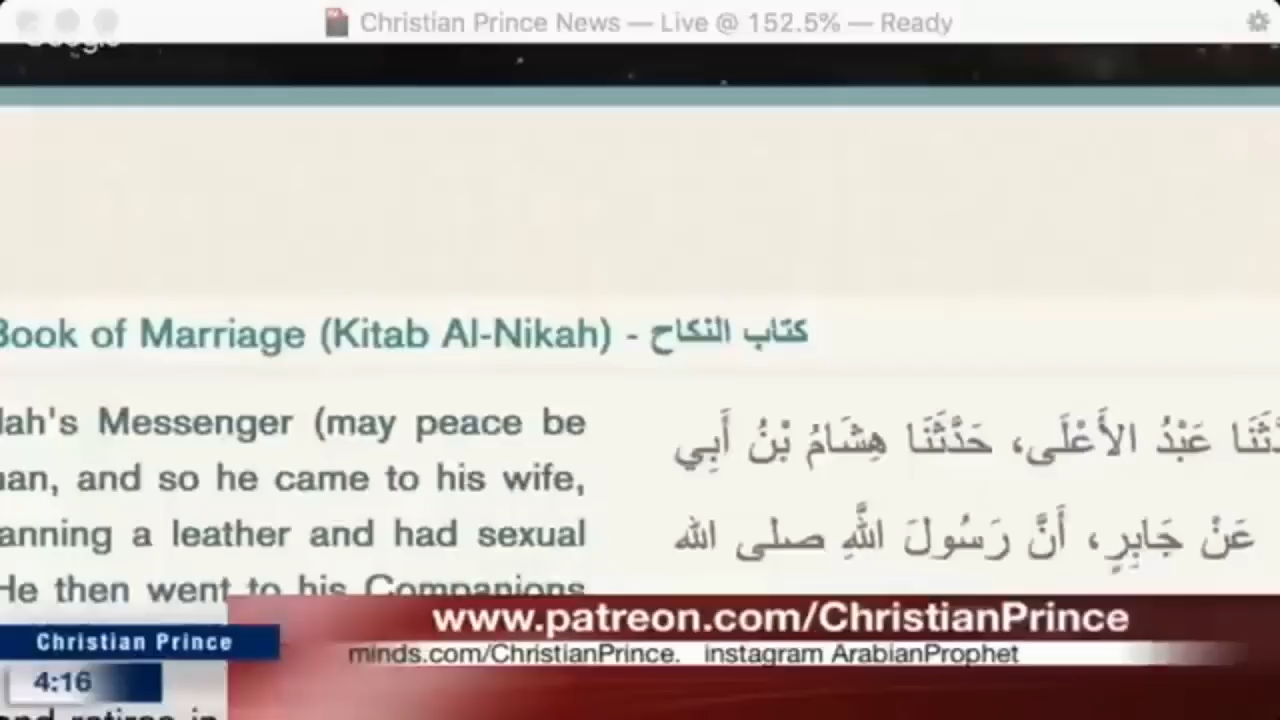 Christian Prince News — Live @ 152.5% — Ready
Google
Book of Marriage (Kitab Al-Nikah) - كتاب النكاح
lah's Messenger (may peace be
an, and so he came to his wife,
anning a leather and had sexual
He then went to his Companions
عَبْدُ الأَعْلَى، حَدَّثَنَا هِشَامُ بْنُ أَبِي
عَنْ جَابِرٍ، أَنَّ رَسُولَ اللَّهِ صلى الله
www.patreon.com/ChristianPrince
minds.com/ChristianPrince. instagram ArabianProphet
Christian Prince
4:16